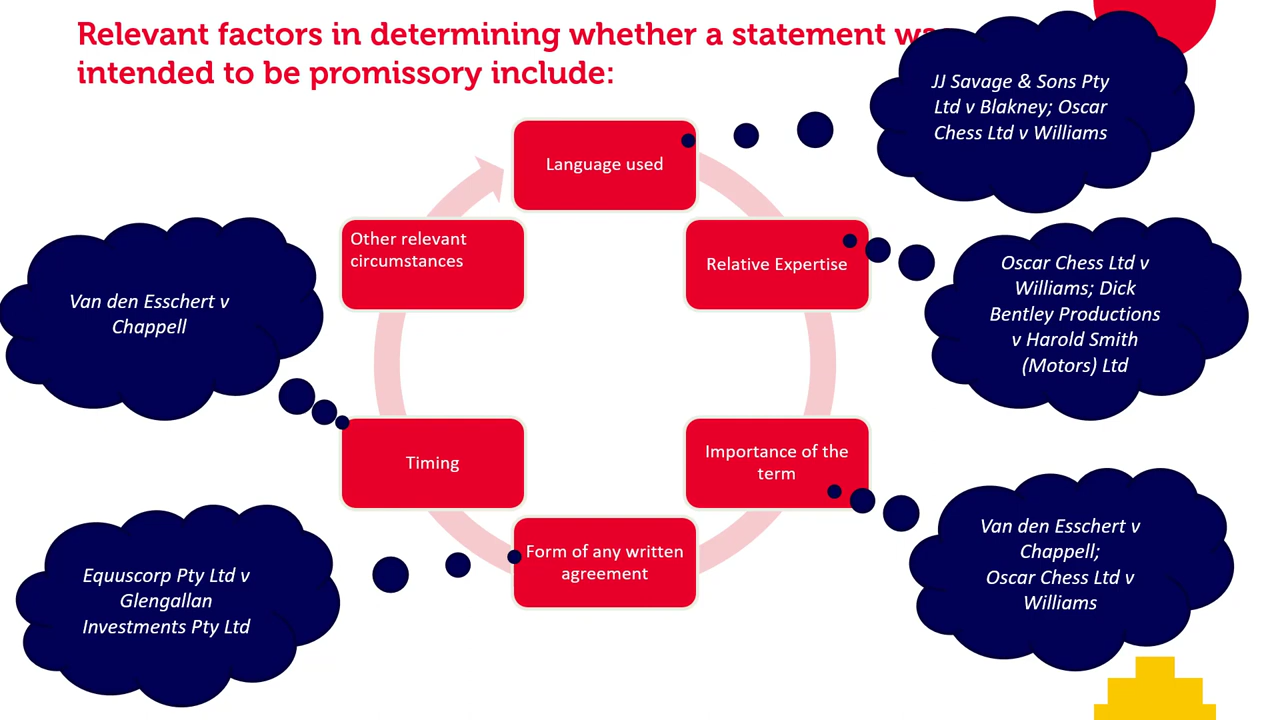 Relevant factors in determining whether a statement
intended to be promissory include:
JJ Savage & Sons Pty
Ltd v Blakney; Oscar
Chess Ltd v Williams
Language used
Other relevant
circumstances
Relative Expertise
Oscar Chess Ltd v
Williams; Dick
Bentley Productions
v Harold Smith
(Motors) Ltd
Van den Esschert v
Chappell
Timing
Importance of the
term
Form of any written
agreement
Van den Esschert v
Chappell;
Oscar Chess Ltd v
Williams
Equuscorp Pty Ltd v
Glengallan
Investments Pty Ltd